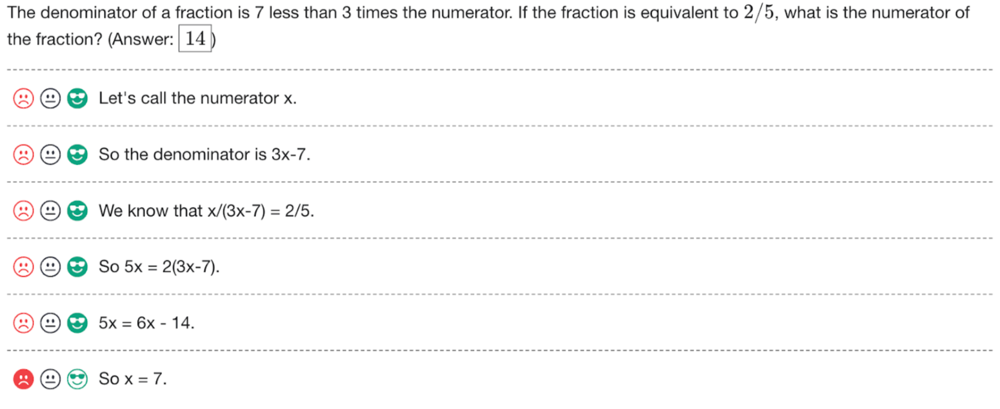 The denominator of a fraction is 7 less than 3 times the numerator. If the fraction is equivalent to 2/5, what is the numerator of
the fraction? (Answer: 14)
Let's call the numerator x.
So the denominator is 3x-7.
We know that x/(3x-7) = 2/5.
So 5x = 2(3x-7).
5x = 6x - 14.
So x = 7.